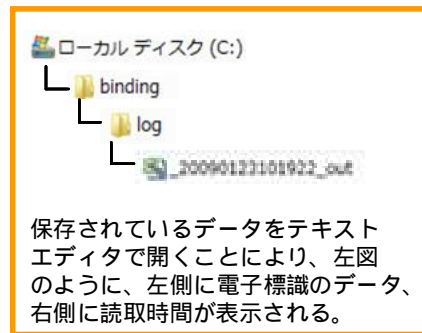 ローカル ディスク (C:)
binding
log
_20090123101922_out
保存されているデータをテキスト
エディタで開くことにより、左図
のように、左側に電子標識のデータ、
右側に読取時間が表示される。